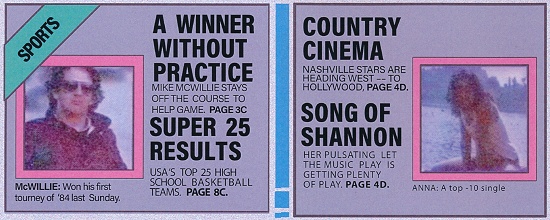 SPORTS
A WINNER
WITHOUT
PRACTICE
MIKE MCWILLIE STAYS
OFF THE COURSE TO
HELP GAME. PAGE 3C
SUPER 25
RESULTS
USA'S TOP 25 HIGH
SCHOOL BASKETBALL
TEAMS. PAGE 8C.
McWILLIE: Won his first
tourney of '84 last Sunday.
COUNTRY
CINEMA
NASHVILLE STARS ARE
HEADING WEST -- TO
HOLLYWOOD, PAGE 4D.
SONG OF
SHANNON
HER PULSATING LET
THE MUSIC PLAY IS
GETTING PLENTY
OF PLAY. PAGE 4D.
ANNA: A top -10 single